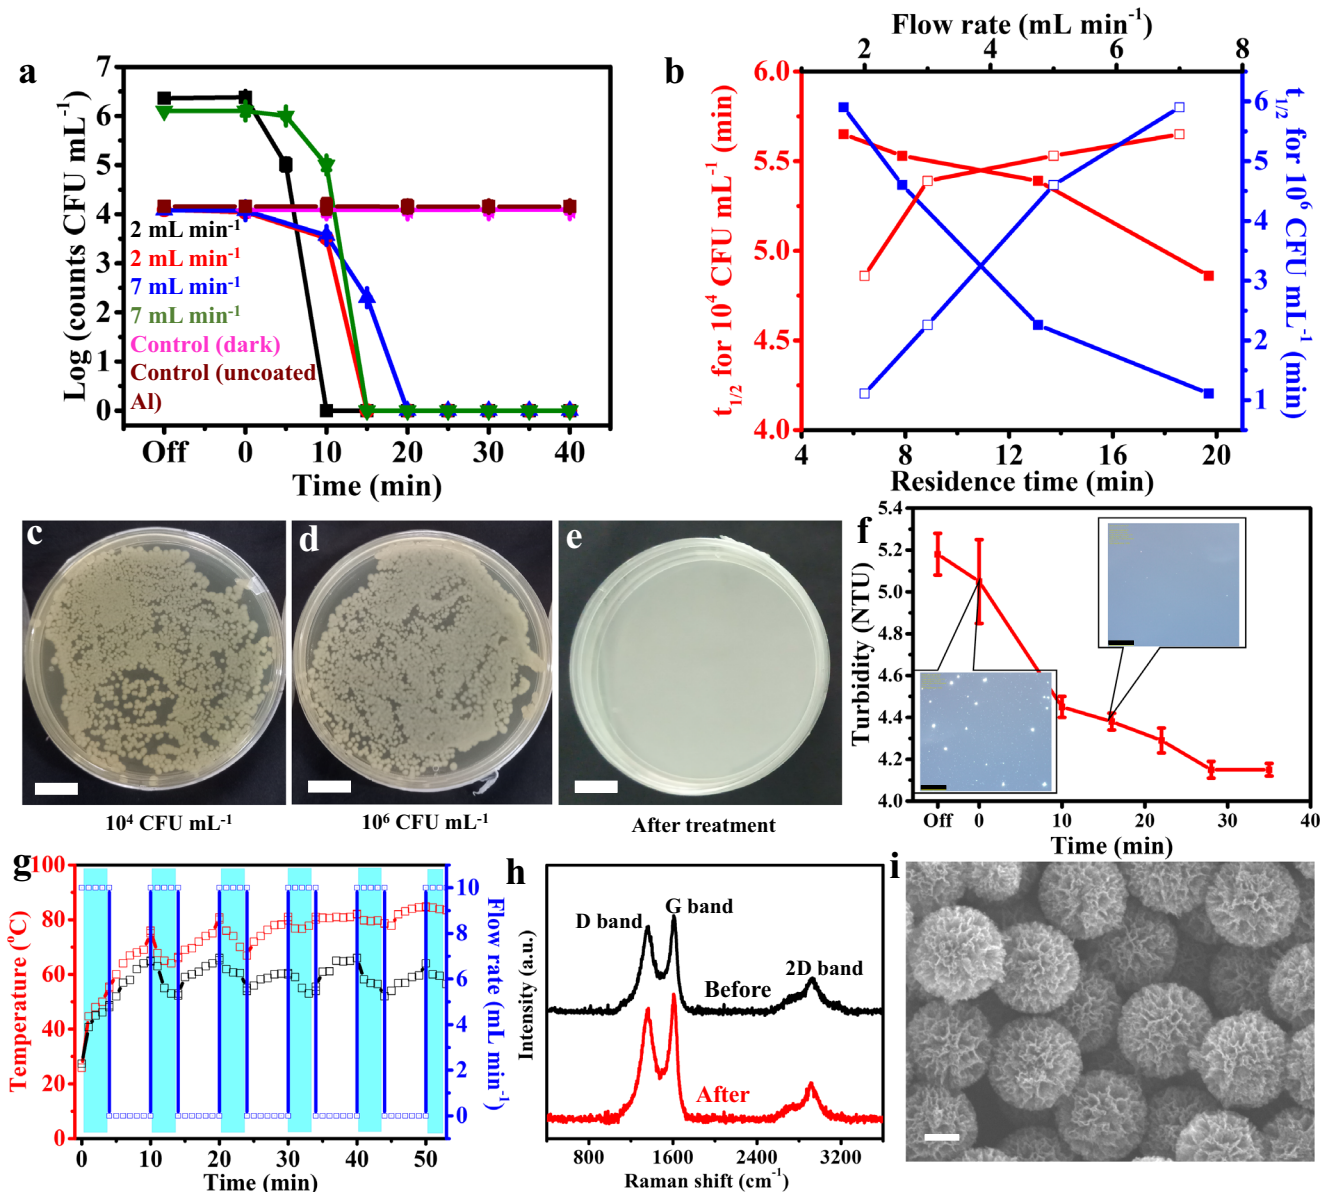 a
7
6
5
4
3
2
1
0
Log (counts CFU mL⁻¹)
2 mL min⁻¹
2 mL min⁻¹
7 mL min⁻¹
7 mL min⁻¹
Control (dark)
Control (uncoated
Al)
Off 0 10 20 30 40
Time (min)
b
Flow rate (mL min⁻¹)
2 4 6 8
6.0
5.5
5.0
4.5
4.0
t₁/₂ for 10⁴ CFU mL⁻¹ (min)
6
5
4
3
2
1
t₁/₂ for 10⁶ CFU mL⁻¹ (min)
4 8 12 16 20
Residence time (min)
c
10⁴ CFU mL⁻¹
d
10⁶ CFU mL⁻¹
e
After treatment
f
5.4
5.2
5.0
4.8
4.6
4.4
4.2
4.0
Turbidity (NTU)
Off 0 10 20 30 40
Time (min)
g
100
80
60
40
20
0
Temperature (°C)
10
8
6
4
2
0
Flow rate (mL min⁻¹)
0 10 20 30 40 50
Time (min)
h
D band
G band
2D band
Before
After
Intensity (a.u.)
800 1600 2400 3200
Raman shift (cm⁻¹)
i